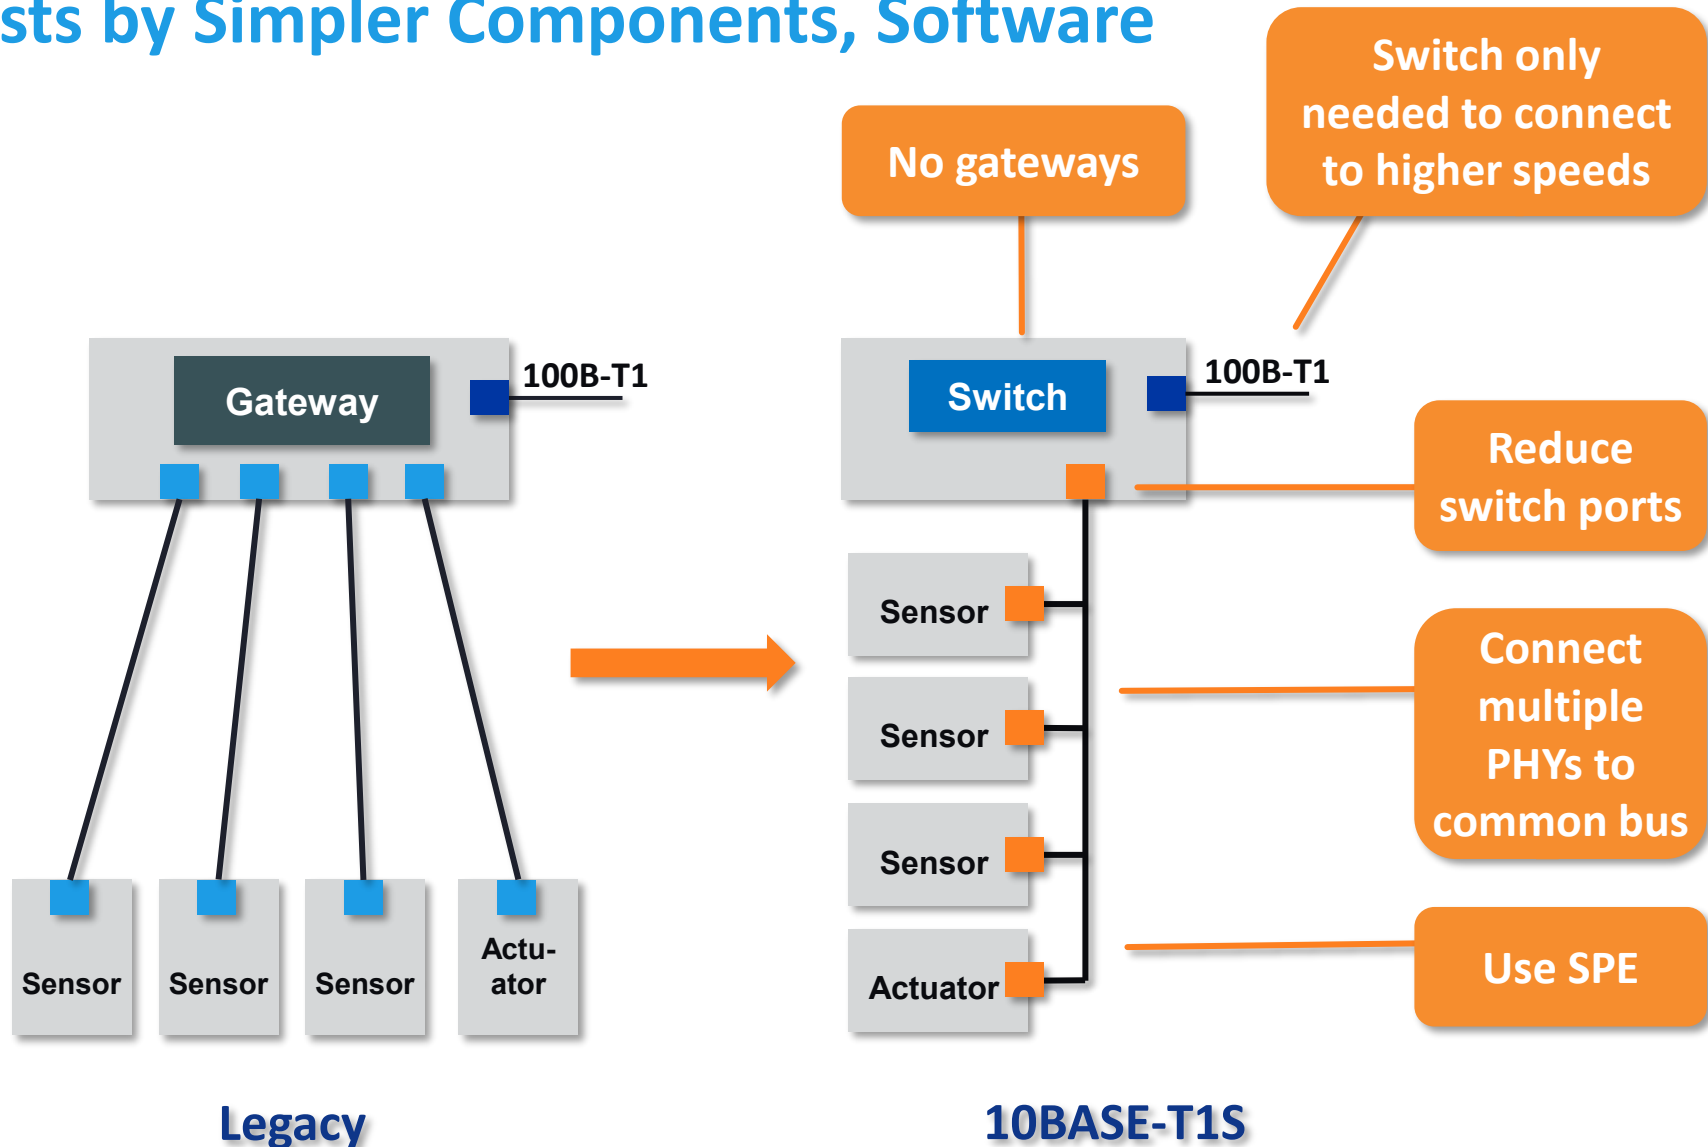 sts by Simpler Components, Software
Switch only
needed to connect
to higher speeds
No gateways
Gateway
100B-T1
Switch
100B-T1
Reduce
switch ports
Sensor
Sensor
Sensor
Actuator
Connect
multiple
PHYs to
common bus
Use SPE
Sensor
Sensor
Sensor
Actu-
ator
Legacy
10BASE-T1S